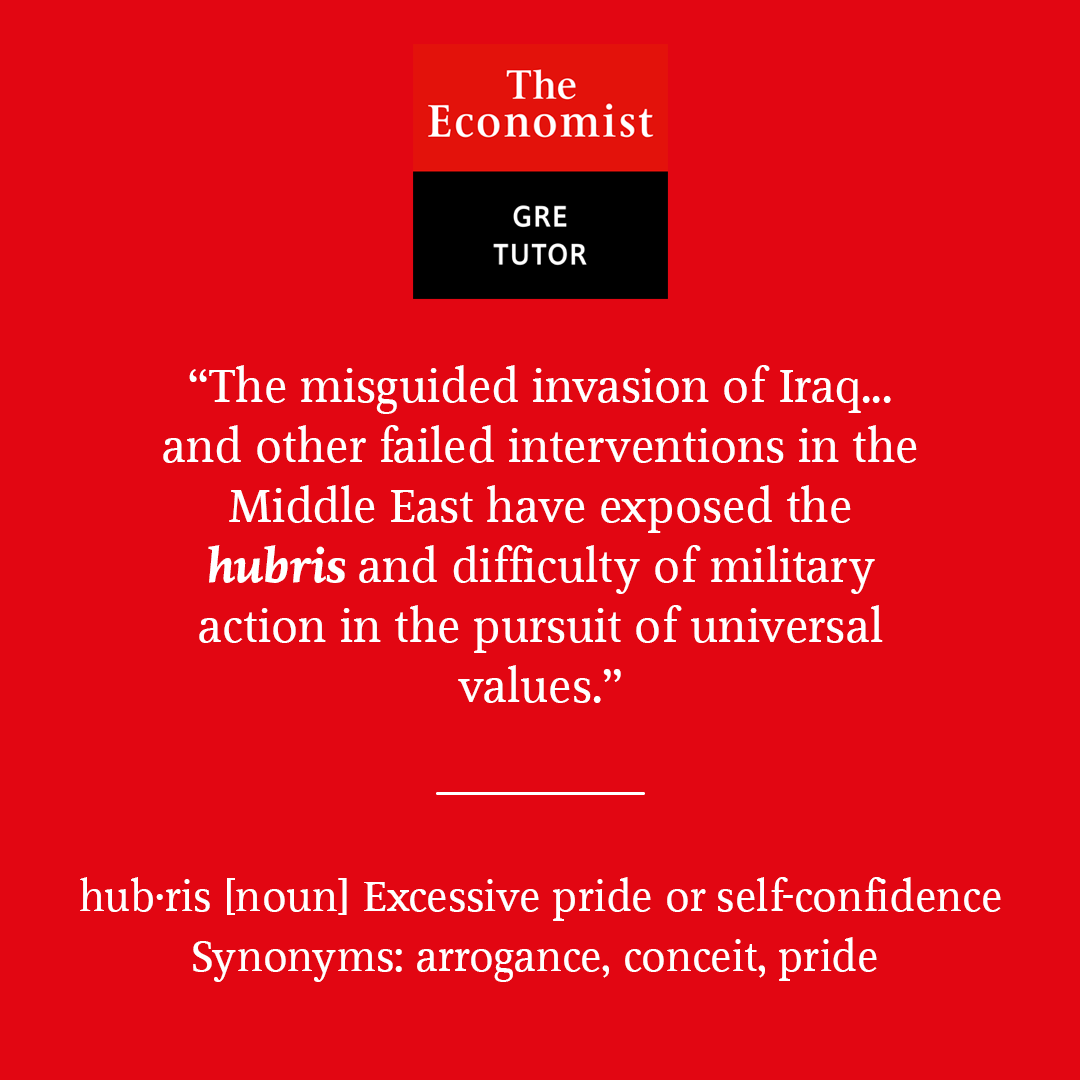 The
Economist
GRE
TUTOR
“The misguided invasion of Iraq...
and other failed interventions in the
Middle East have exposed the
hubris and difficulty of military
action in the pursuit of universal
values.”
hub·ris [noun] Excessive pride or self-confidence
Synonyms: arrogance, conceit, pride